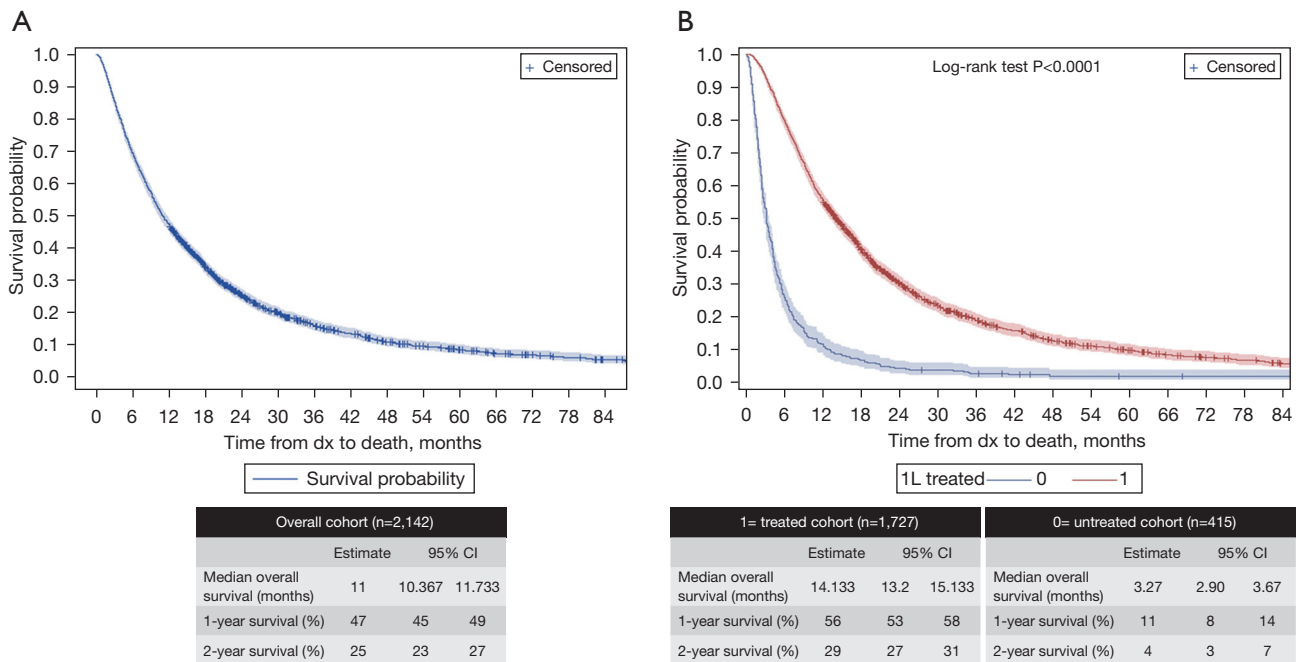 A
1.0
0.9
0.8
0.7
0.6
0.5
0.4
0.3
0.2
0.1
0.0
Survival probability
+ Censored
0 6 12 18 24 30 36 42 48 54 60 66 72 78 84
Time from dx to death, months
Survival probability
Overall cohort (n=2,142)
Estimate 95% CI
Median overall survival (months) 11 10.367 11.733
1-year survival (%) 47 45 49
2-year survival (%) 25 23 27
B
1.0
0.9
0.8
0.7
0.6
0.5
0.4
0.3
0.2
0.1
0.0
Survival probability
Log-rank test P<0.0001
+ Censored
0 6 12 18 24 30 36 42 48 54 60 66 72 78 84
Time from dx to death, months
1L treated 0 1
1= treated cohort (n=1,727)
Estimate 95% CI
Median overall survival (months) 14.133 13.2 15.133
1-year survival (%) 56 53 58
2-year survival (%) 29 27 31
0= untreated cohort (n=415)
Estimate 95% CI
Median overall survival (months) 3.27 2.90 3.67
1-year survival (%) 11 8 14
2-year survival (%) 4 3 7